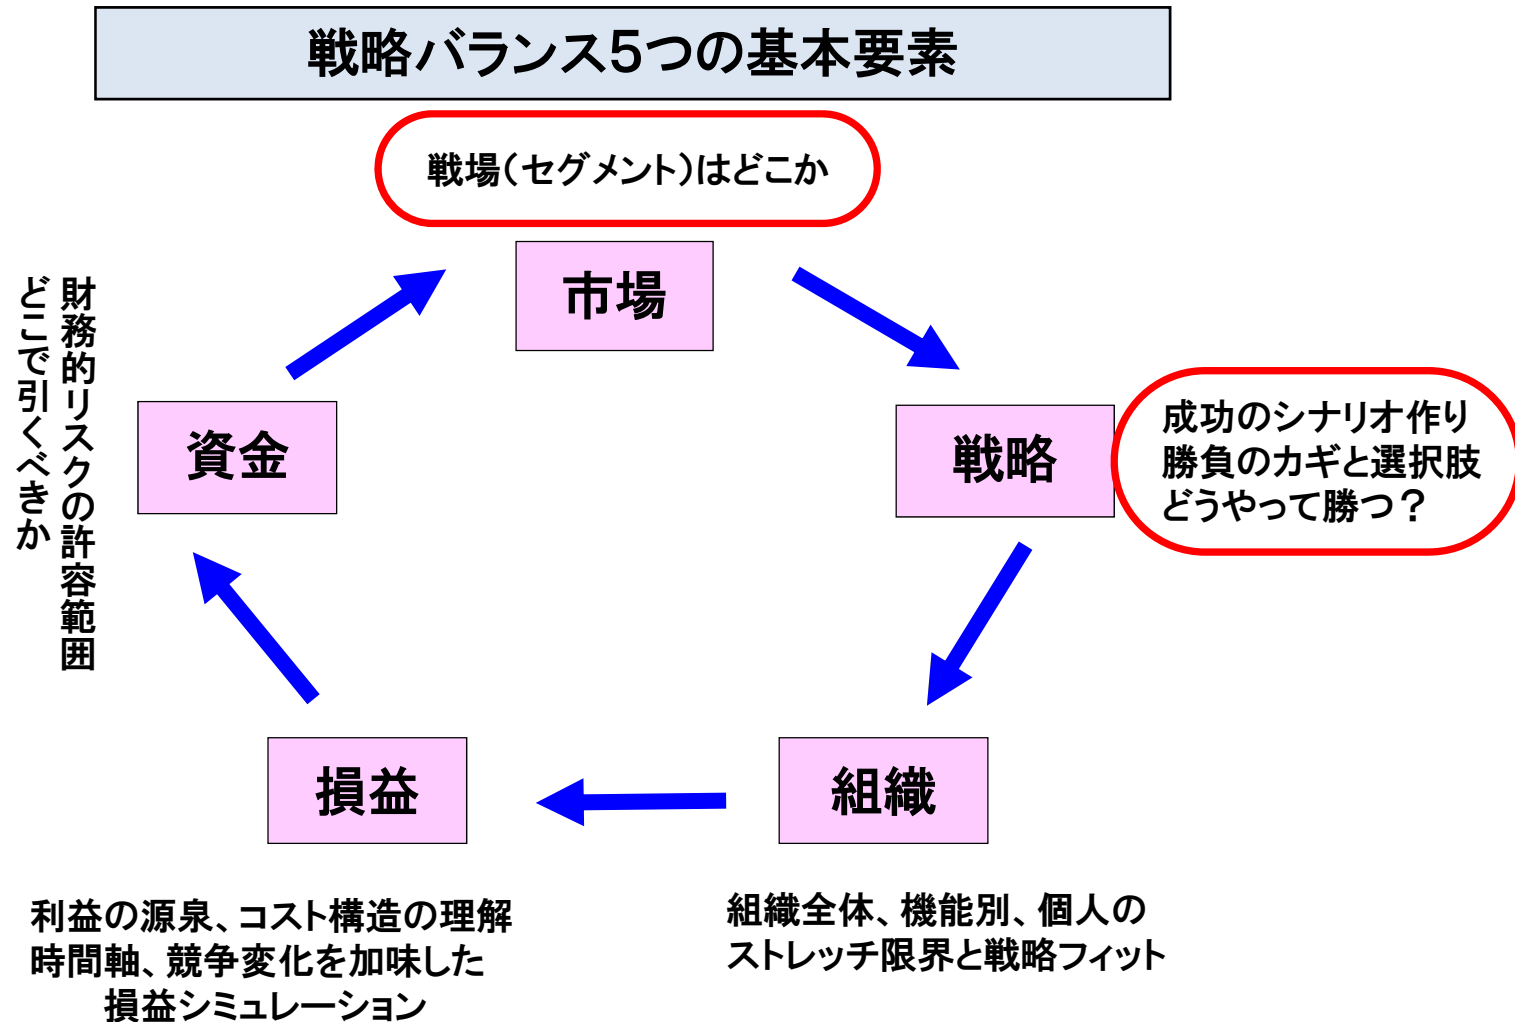 戦略バランス5つの基本要素
戦場(セグメント)はどこか
市場
戦略
成功のシナリオ作り
勝負のカギと選択肢
どうやって勝つ?
組織
組織全体、機能別、個人の
ストレッチ限界と戦略フィット
損益
利益の源泉、コスト構造の理解
時間軸、競争変化を加味した
損益シミュレーション
資金
財務的リスクの許容範囲
どこで引くべきか